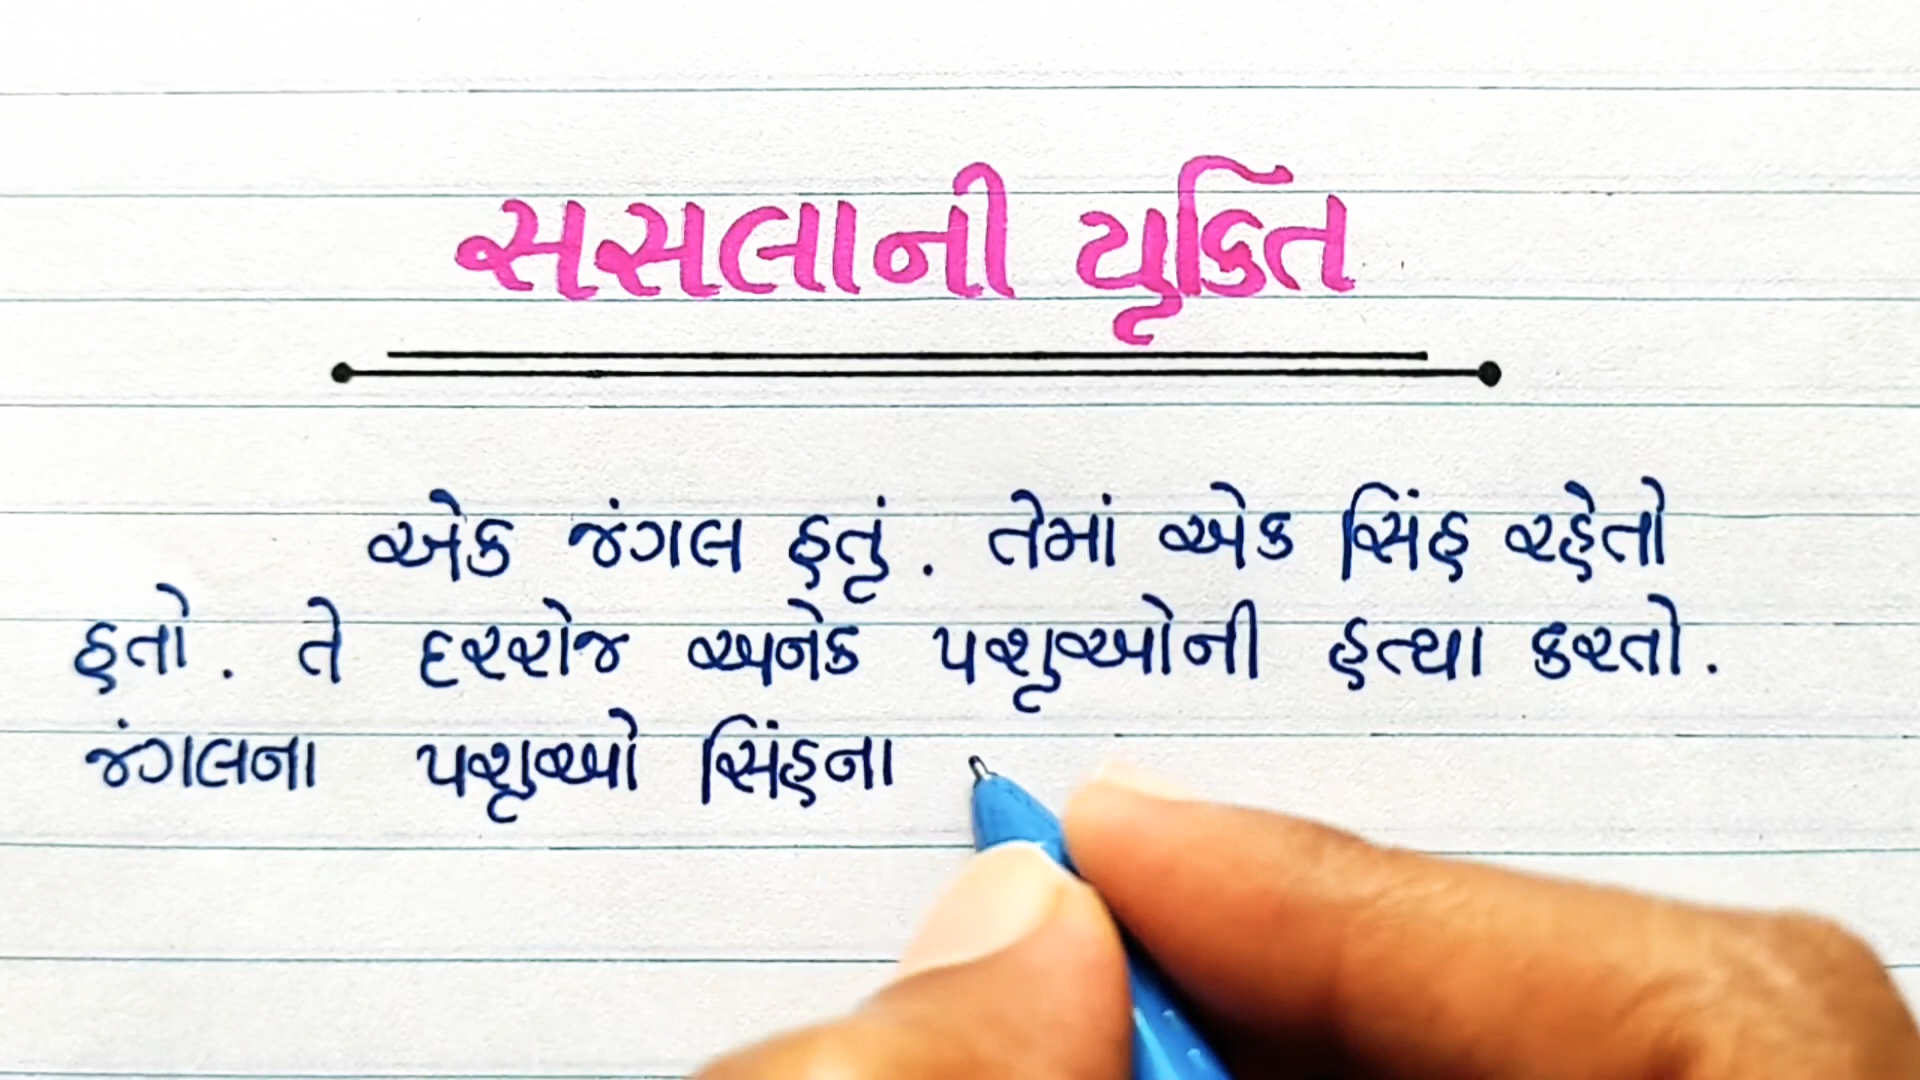 સસલાની યુક્તિ
એક જંગલ હતું. તેમાં એક સિંહ રહેતો
હતો. તે દરરોજ અનેક પશુઓની હત્યા કરતો.
જંગલના પશુઓ સિંહના